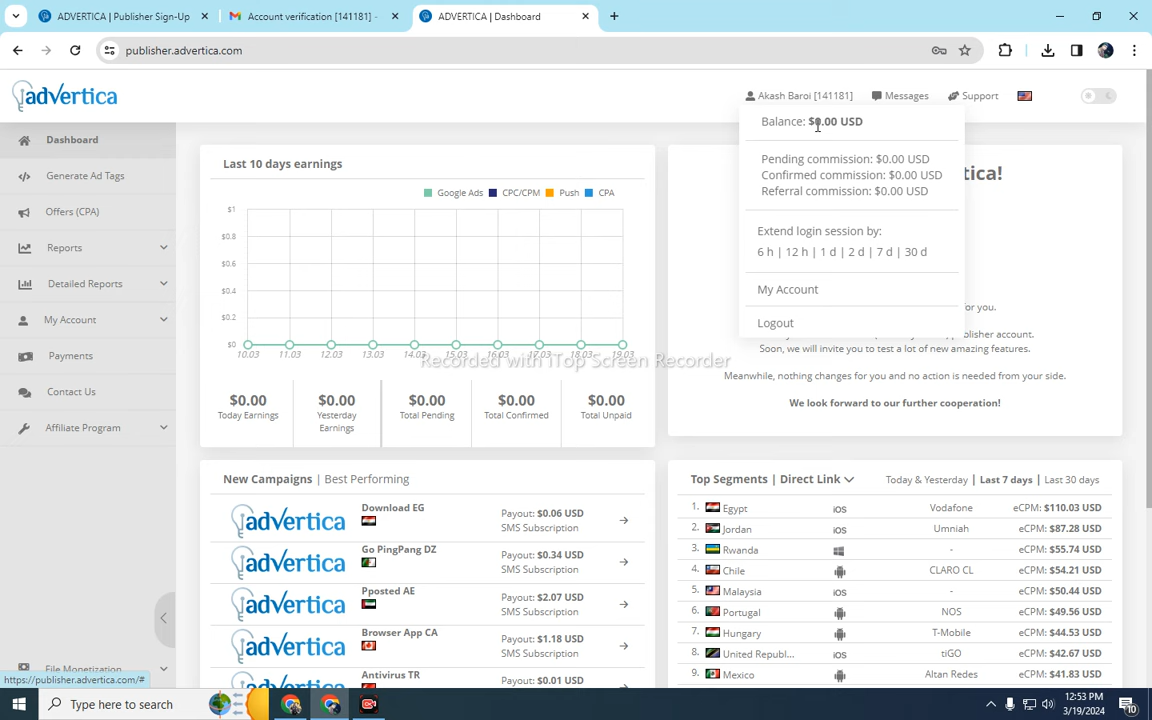 ADVERTICA | Publisher Sign-Up
Account verification [141181] -
ADVERTICA | Dashboard
publisher.advertica.com
advertica
Akash Baroi [141181]
Messages
Support
Balance: $0.00 USD
Pending commission: $0.00 USD
Confirmed commission: $0.00 USD
Referral commission: $0.00 USD
Extend login session by:
6 h | 12 h | 1 d | 2 d | 7 d | 30 d
My Account
Logout
Dashboard
Generate Ad Tags
Offers (CPA)
Reports
Detailed Reports
My Account
Payments
Contact Us
Affiliate Program
File Monetization
https://publisher.advertica.com/#
Last 10 days earnings
Google Ads CPC/CPM Push CPA
$1
$0.8
$0.6
$0.4
$0.2
$0
10.03 11.03 12.03 13.03 14.03 15.03 16.03 17.03 18.03 19.03
Recorded with iTop Screen Recorder
$0.00 $0.00 $0.00 $0.00 $0.00
Today Earnings Yesterday Earnings Total Pending Total Confirmed Total Unpaid
tica!
for you.
publisher account.
Soon, we will invite you to test a lot of new amazing features.
Meanwhile, nothing changes for you and no action is needed from your side.
We look forward to our further cooperation!
New Campaigns | Best Performing
advertica Download EG Payout: $0.06 USD
SMS Subscription
advertica Go PingPang DZ Payout: $0.34 USD
SMS Subscription
advertica Pposted AE Payout: $2.07 USD
SMS Subscription
advertica Browser App CA Payout: $1.18 USD
SMS Subscription
Antivirus TR Payout: $0.01 USD
Top Segments | Direct Link Today & Yesterday | Last 7 days | Last 30 days
1. Egypt iOS Vodafone eCPM: $110.03 USD
2. Jordan iOS Umniah eCPM: $87.28 USD
3. Rwanda - eCPM: $55.74 USD
4. Chile CLARO CL eCPM: $54.21 USD
5. Malaysia iOS - eCPM: $50.44 USD
6. Portugal NOS eCPM: $49.56 USD
7. Hungary T-Mobile eCPM: $44.53 USD
8. United Republ... iOS tiGO eCPM: $42.67 USD
9. Mexico Altan Redes eCPM: $41.83 USD
Type here to search
12:53 PM
3/19/2024
10